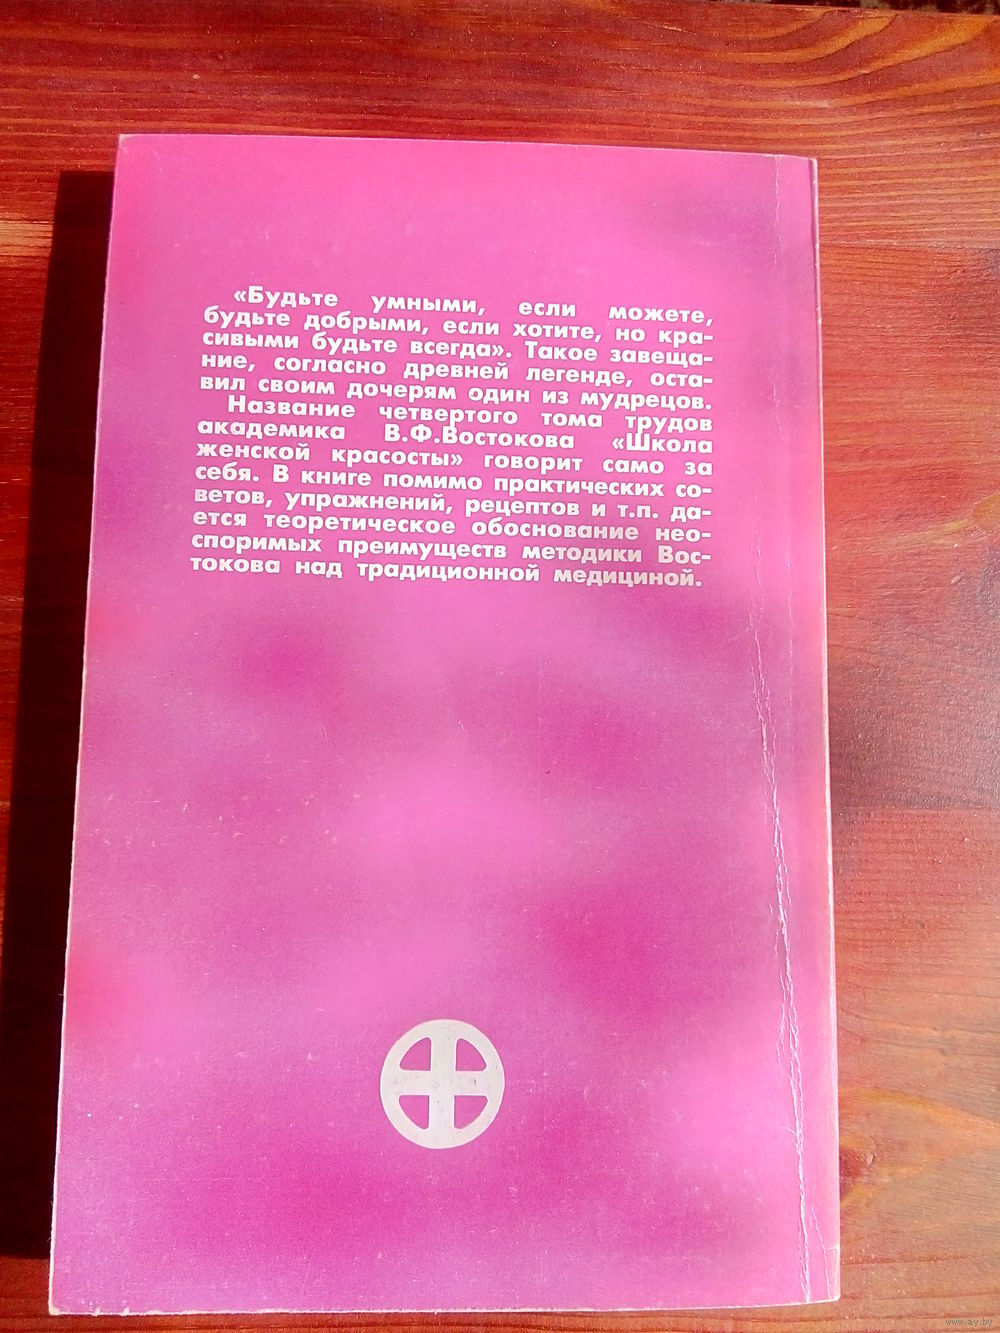 «Будьте умными, если можете,
будьте добрыми, если хотите, но кра-
сивыми будьте всегда». Такое завеща-
ние, согласно древней легенде, оста-
вил своим дочерям один из мудрецов.
Название четвертого тома трудов
академика В.Ф.Востокова «Школа
женской красосты» говорит само за
себя. В книге помимо практических со-
ветов, упражнений, рецептов и т.п. да-
ется теоретическое обоснование нео-
споримых преимуществ методики Вос-
токова над традиционной медициной.
www.ay.by